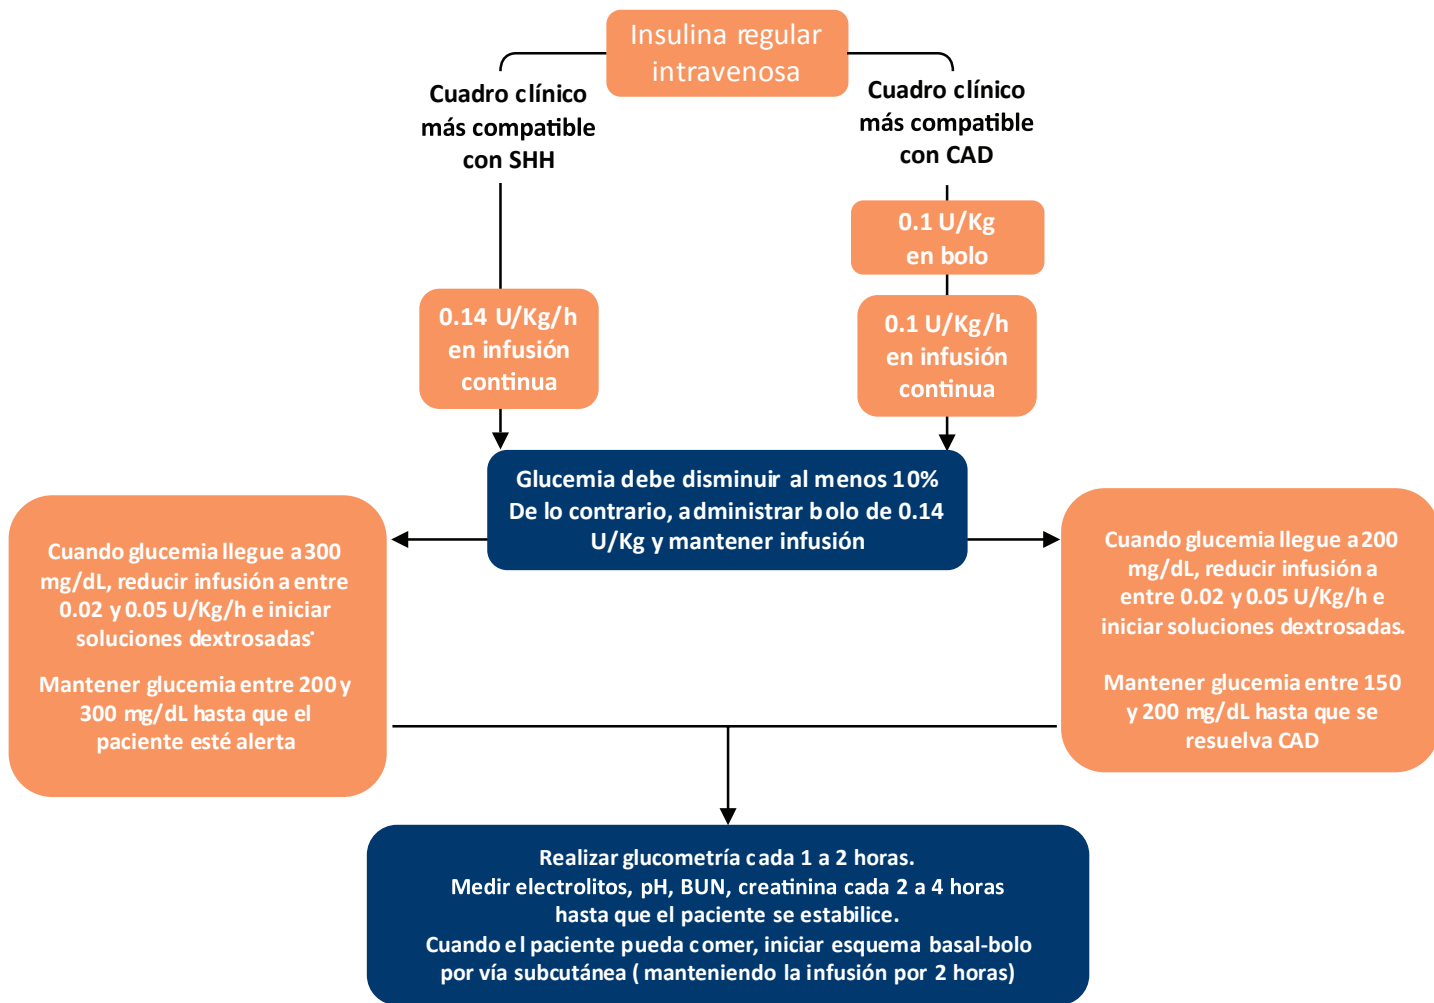 Insulina regular
intravenosa
Cuadro clínico
más compatible
con SHH
Cuadro clínico
más compatible
con CAD
0.1 U/Kg
en bolo
0.14 U/Kg/h
en infusión
continua
0.1 U/Kg/h
en infusión
continua
Glucemia debe disminuir al menos 10%
De lo contrario, administrar bolo de 0.14
U/Kg y mantener infusión
Cuando glucemia llegue a 300
mg/dL, reducir infusión a entre
0.02 y 0.05 U/Kg/h e iniciar
soluciones dextrosadas*
Mantener glucemia entre 200 y
300 mg/dL hasta que el
paciente esté alerta
Cuando glucemia llegue a 200
mg/dL, reducir infusión a
entre 0.02 y 0.05 U/Kg/h e
iniciar soluciones dextrosadas.
Mantener glucemia entre 150
y 200 mg/dL hasta que se
resuelva CAD
Realizar glucometría cada 1 a 2 horas.
Medir electrolitos, pH, BUN, creatinina cada 2 a 4 horas
hasta que el paciente se estabilice.
Cuando el paciente pueda comer, iniciar esquema basal-bolo
por vía subcutánea ( manteniendo la infusión por 2 horas)